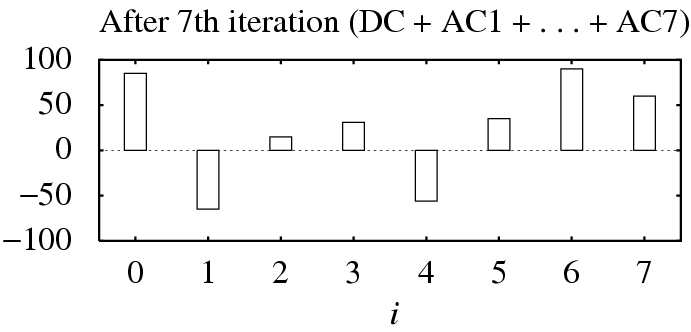 After 7th iteration (DC + AC1 + . . . + AC7)
100
50
0
−50
−100
0 1 2 3 4 5 6 7
i